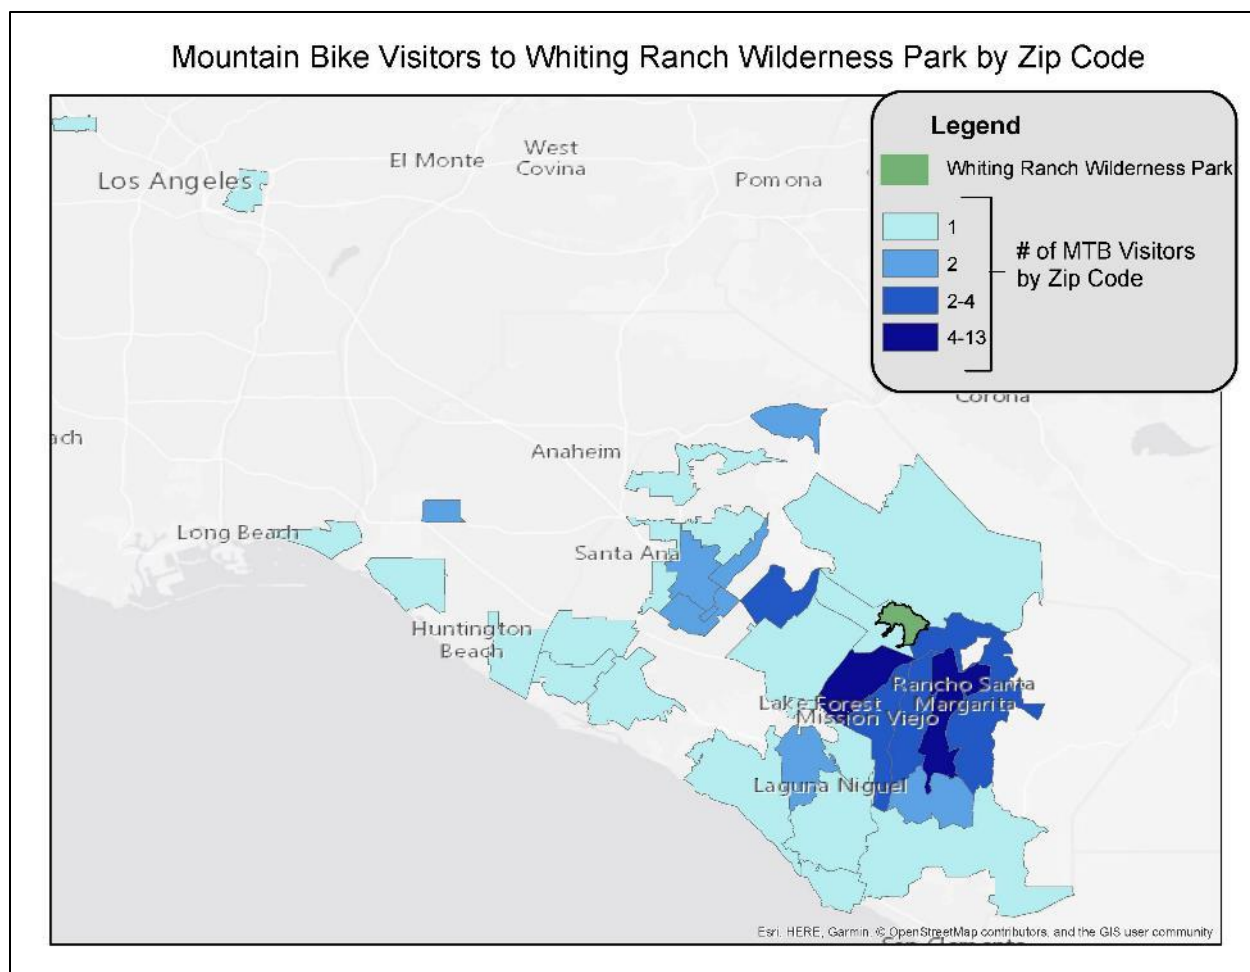 Mountain Bike Visitors to Whiting Ranch Wilderness Park by Zip Code
Legend
Whiting Ranch Wilderness Park
1
2
2-4
4-13
# of MTB Visitors
by Zip Code
El Monte
West
Covina
Los Angeles
Pomona
Corona
ach
Anaheim
Long Beach
Santa Ana
Huntington
Beach
Rancho Santa
Margarita
Lake Forest
Mission Viejo
Laguna Niguel
Esri, HERE, Garmin, © OpenStreetMap contributors, and the GIS user community